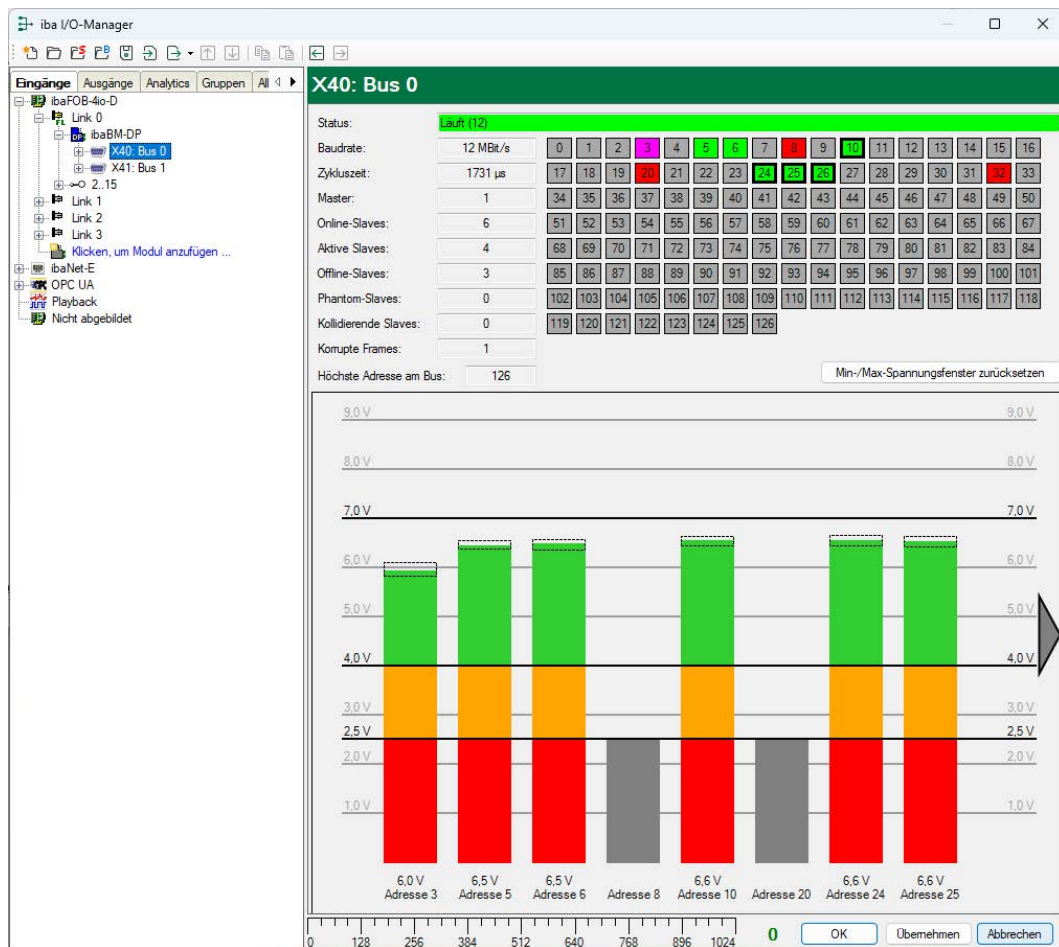 iba I/O-Manager
Eingänge Ausgänge Analytics Gruppen All
X40: Bus 0
ibaFOB-4io-D
Link 0
ibaBM-DP
X40: Bus 0
X41: Bus 1
2..15
Link 1
Link 2
Link 3
Klicken, um Modul anzufügen ...
ibaNet-E
OPC UA
Playback
Nicht abgebildet
Status: Läuft (12)
Baudrate: 12 MBit/s
Zykluszeit: 1731 µs
Master: 1
Online-Slaves: 6
Aktive Slaves: 4
Offline-Slaves: 3
Phantom-Slaves: 0
Kollidierende Slaves: 0
Korrupte Frames: 1
Höchste Adresse am Bus: 126
0 1 2 3 4 5 6 7 8 9 10 11 12 13 14 15 16
17 18 19 20 21 22 23 24 25 26 27 28 29 30 31 32 33
34 35 36 37 38 39 40 41 42 43 44 45 46 47 48 49 50
51 52 53 54 55 56 57 58 59 60 61 62 63 64 65 66 67
68 69 70 71 72 73 74 75 76 77 78 79 80 81 82 83 84
85 86 87 88 89 90 91 92 93 94 95 96 97 98 99 100 101
102 103 104 105 106 107 108 109 110 111 112 113 114 115 116 117 118
119 120 121 122 123 124 125 126
Min-/Max-Spannungsfenster zurücksetzen
9,0 V 9,0 V
8,0 V 8,0 V
7,0 V 7,0 V
6,0 V 6,0 V
5,0 V 5,0 V
4,0 V 4,0 V
3,0 V 3,0 V
2,5 V 2,5 V
2,0 V 2,0 V
1,0 V 1,0 V
6,0 V 6,5 V 6,5 V 6,6 V 6,6 V 6,6 V
Adresse 3 Adresse 5 Adresse 6 Adresse 8 Adresse 10 Adresse 20 Adresse 24 Adresse 25
0 128 256 384 512 640 768 896 1024
0 OK Übernehmen Abbrechen